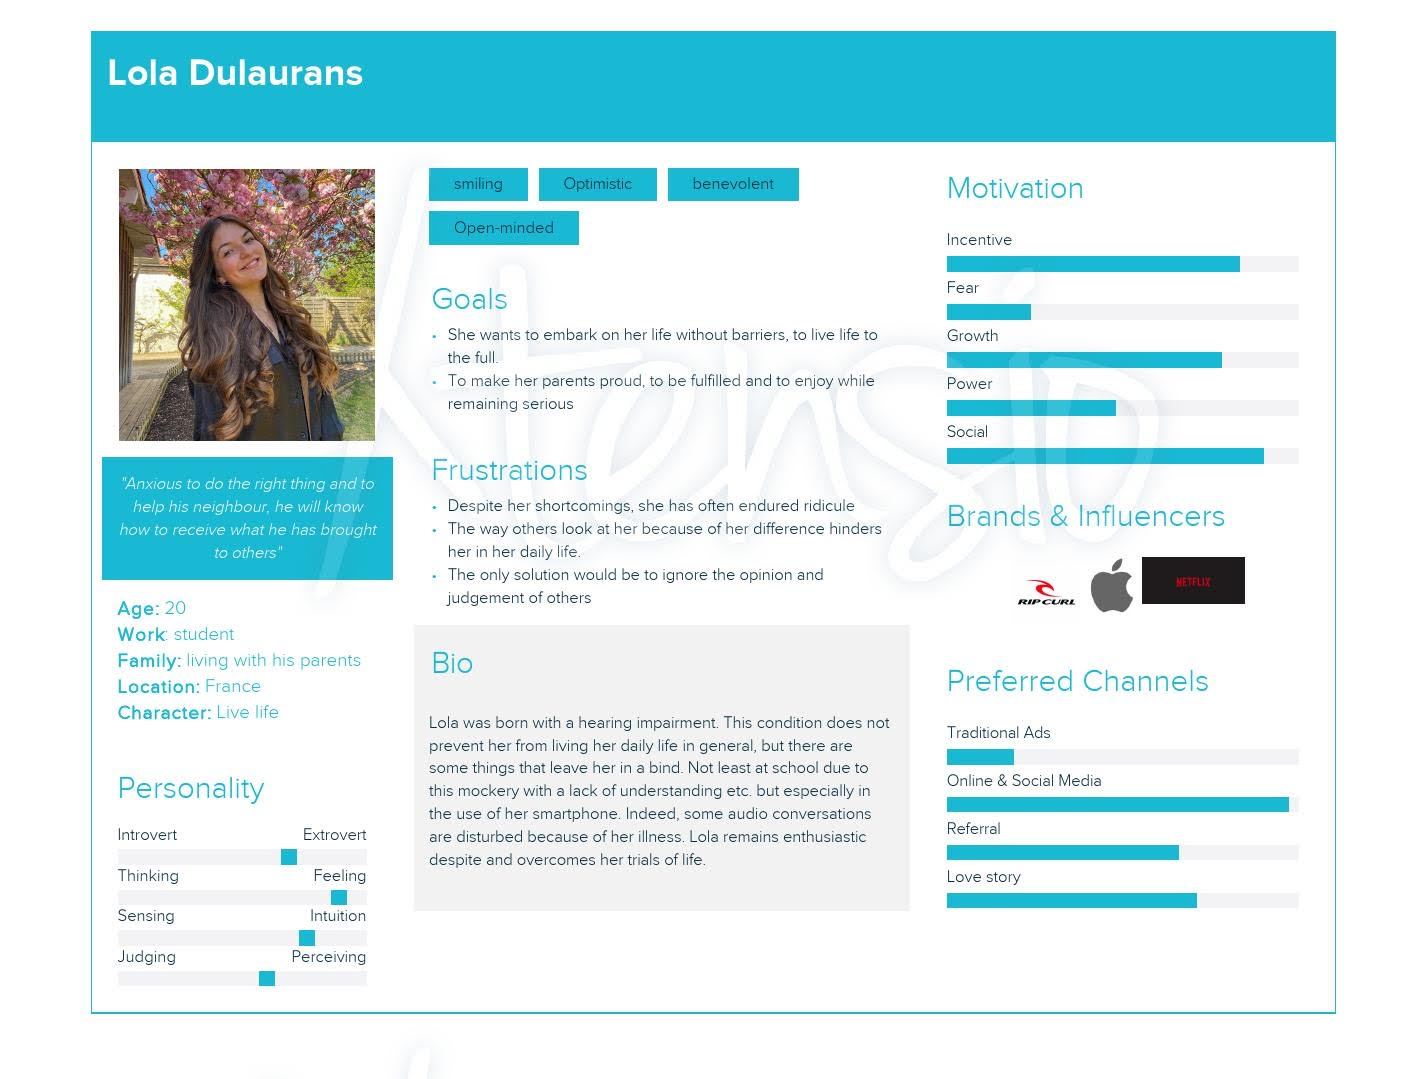 Lola Dulaurans
"Anxious to do the right thing and to
help his neighbour, he will know
how to receive what he has brought
to others"
Age: 20
Work: student
Family: living with his parents
Location: France
Character: Live life
Personality
Introvert Extrovert
Thinking Feeling
Sensing Intuition
Judging Perceiving
smiling Optimistic benevolent
Open-minded
Goals
• She wants to embark on her life without barriers, to live life to
the full.
• To make her parents proud, to be fulfilled and to enjoy while
remaining serious
Frustrations
• Despite her shortcomings, she has often endured ridicule
• The way others look at her because of her difference hinders
her in her daily life.
• The only solution would be to ignore the opinion and
judgement of others
Bio
Lola was born with a hearing impairment. This condition does not
prevent her from living her daily life in general, but there are
some things that leave her in a bind. Not least at school due to
this mockery with a lack of understanding etc. but especially in
the use of her smartphone. Indeed, some audio conversations
are disturbed because of her illness. Lola remains enthusiastic
despite and overcomes her trials of life.
Motivation
Incentive
Fear
Growth
Power
Social
Brands & Influencers
RIP CURL
NETFLIX
Preferred Channels
Traditional Ads
Online & Social Media
Referral
Love story
Xtensio